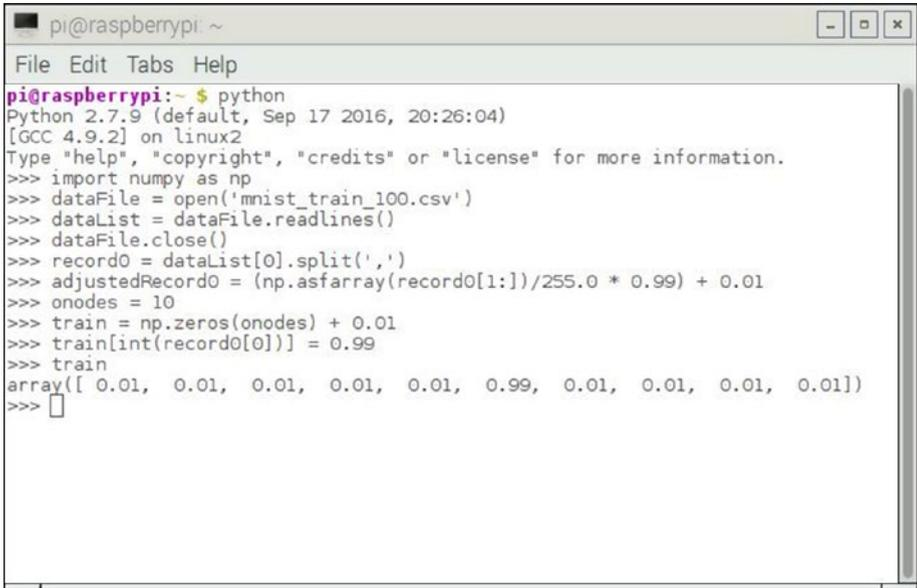 pi@raspberrypi: ~
File Edit Tabs Help
pi@raspberrypi:~ $ python
Python 2.7.9 (default, Sep 17 2016, 20:26:04)
[GCC 4.9.2] on linux2
Type "help", "copyright", "credits" or "license" for more information.
>>> import numpy as np
>>> dataFile = open('mnist_train_100.csv')
>>> dataList = dataFile.readlines()
>>> dataFile.close()
>>> record0 = dataList[0].split(',')
>>> adjustedRecord0 = (np.asfarray(record0[1:])/255.0 * 0.99) + 0.01
>>> onodes = 10
>>> train = np.zeros(onodes) + 0.01
>>> train[int(record0[0])] = 0.99
>>> train
array([ 0.01,  0.01,  0.01,  0.01,  0.01,  0.99,  0.01,  0.01,  0.01,  0.01])
>>>